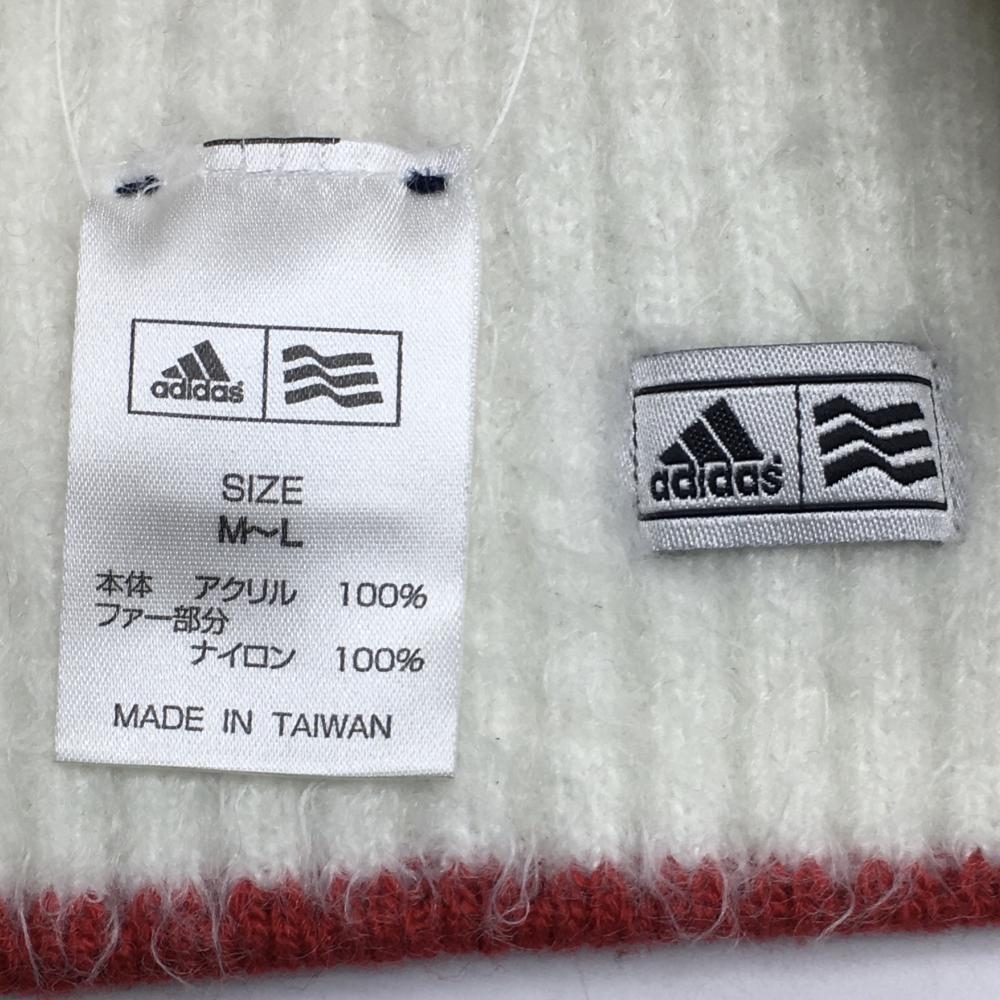 adidas
SIZE
M〜L
本体 アクリル 100%
ファー部分
ナイロン 100%
MADE IN TAIWAN
adidas